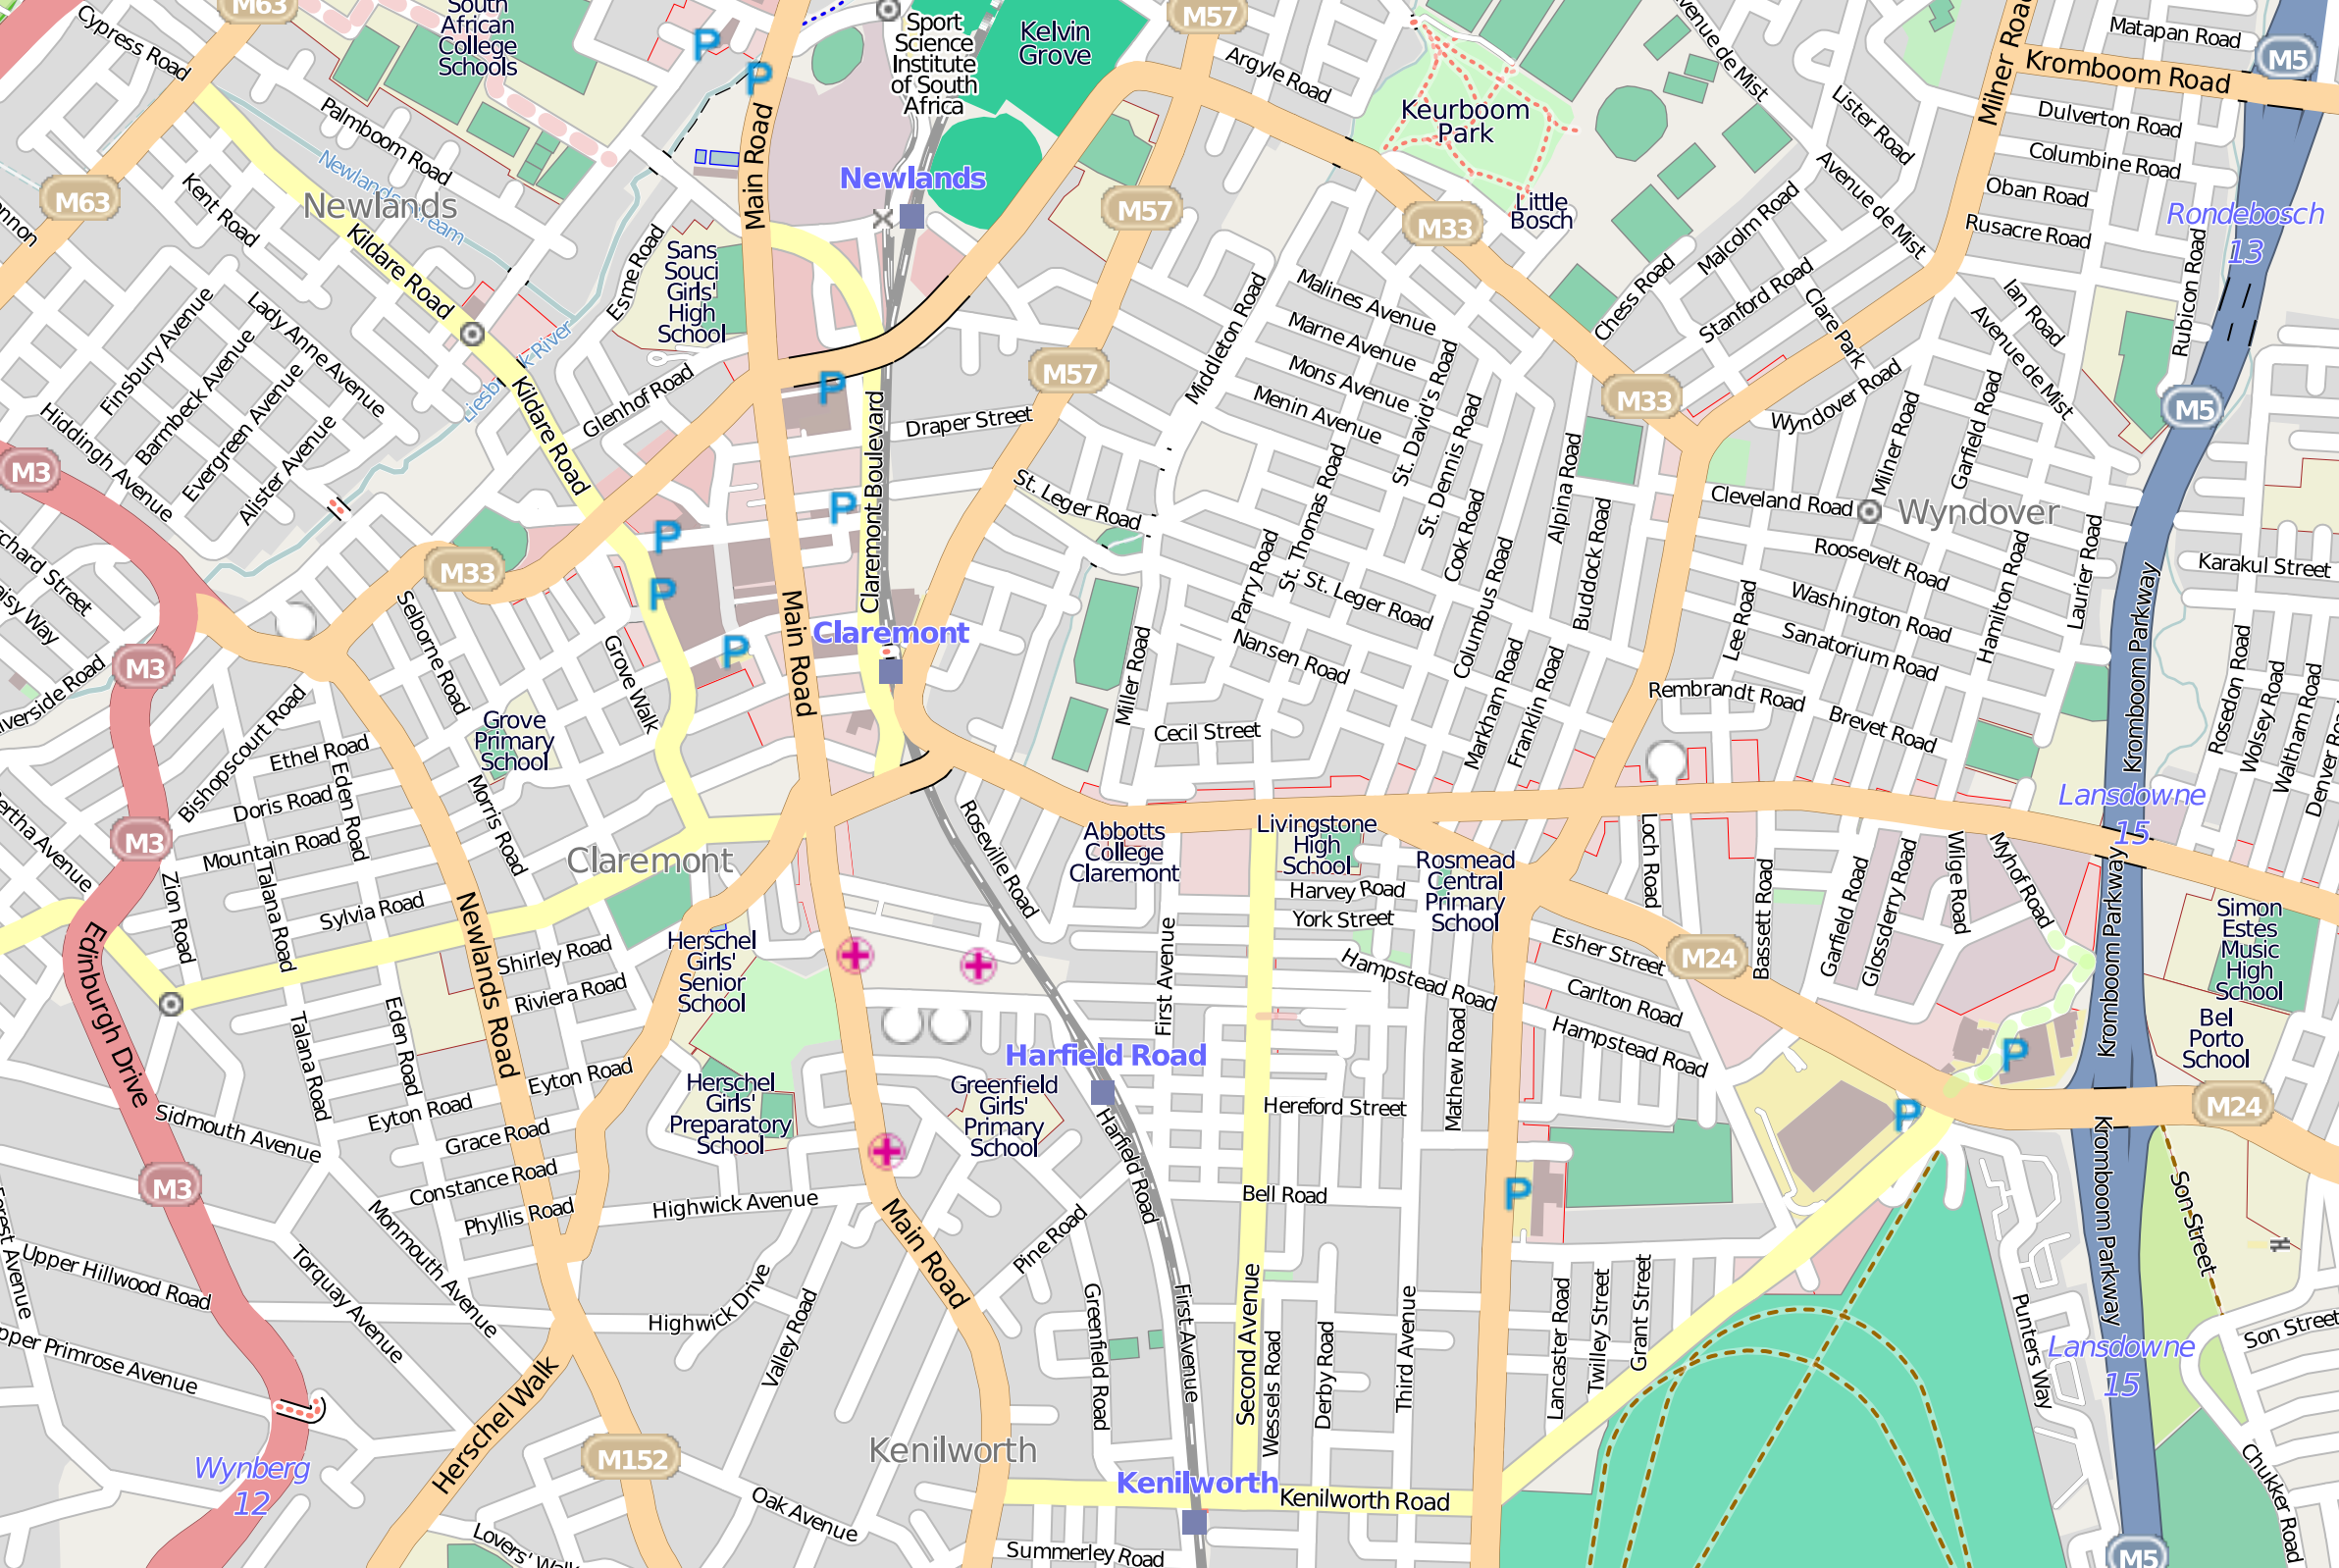 M63
South
African
College
Schools
Cypress Road
Palmboom Road
M63
Newlands Stream
Newlands
Kent Road
Kildare Road
Main Road
Sport
Science
Institute
of South
Africa
Kelvin
Grove
M57
Argyle Road
Keurboom
Park
Little
Bosch
Avenue de Mist
Lister Road
Milner Road
Matapan Road
M5
Kromboom Road
Dulverton Road
Columbine Road
Oban Road
Rusacre Road
Rondebosch
13
Rubicon Road
Newlands
M57
M33
Malcolm Road
Avenue de Mist
Stanford Road
Chess Road
Clare Park
Ian Road
Avenue de Mist
Esme Road
Sans
Souci
Girls'
High
School
Finsbury Avenue
Lady Anne Avenue
Barmbeck Avenue
Evergreen Avenue
Alister Avenue
Hiddingh Avenue
M3
Kildare Road
Glenhof Road
Draper Street
Claremont Boulevard
M57
Middleton Road
Malines Avenue
Marne Avenue
Mons Avenue
Menin Avenue
St. David's Road
St. Dennis Road
St. Thomas Road
M33
Wyndover Road
Milner Road
Garfield Road
M5
St. Leger Road
Cook Road
Alpina Road
Buddock Road
Cleveland Road
Wyndover
Roosevelt Road
Washington Road
Sanatorium Road
Hamilton Road
Laurier Road
Karakul Street
M33
Parry Road
St. Leger Road
Nansen Road
Columbus Road
Lee Road
Kromboom Parkway
Main Road
Claremont
Selborne Road
Grove Walk
M3
Miller Road
Cecil Street
Markham Road
Franklin Road
Rembrandt Road
Brevet Road
Rosedon Road
Wolsey Road
Waltham Road
Bishopscourt Road
Grove
Primary
School
Ethel Road
Eden Road
Doris Road
Morris Road
Mountain Road
M3
Talana Road
Zion Road
Sylvia Road
Claremont
Newlands Road
Roseville Road
Abbotts
College
Claremont
Livingstone
High
School
Harvey Road
York Street
Rosmead
Central
Primary
School
Loch Road
Bassett Road
Garfield Road
Glossderry Road
Wige Road
Myhof Road
Lansdowne
15
Kromboom Parkway
Simon
Estes
Music
High
School
Bel
Porto
School
Edinburgh Drive
Shirley Road
Riviera Road
Herschel
Girls'
Senior
School
First Avenue
Hampstead Road
Esher Street
M24
Carlton Road
Hampstead Road
Mathew Road
Talana Road
Eden Road
Eyton Road
Eyton Road
Grace Road
Constance Road
Phyllis Road
Sidmouth Avenue
M3
Herschel
Girls'
Preparatory
School
Harfield Road
Greenfield
Girls'
Primary
School
Harfield Road
Hereford Street
Bell Road
M24
Son Street
Highwick Avenue
Main Road
Pine Road
Monmouth Avenue
Torquay Avenue
Upper Hillwood Road
Highwick Drive
Valley Road
Greenfield Road
First Avenue
Second Avenue
Wessels Road
Derby Road
Third Avenue
Lancaster Road
Twilley Street
Grant Street
Punters Way
Kromboom Parkway
Son Street
Lansdowne
15
Herschel Walk
M152
Wynberg
12
Kenilworth
Kenilworth
Kenilworth Road
Oak Avenue
Lovers' Walk
Summerley Road
M5
Chukker Road